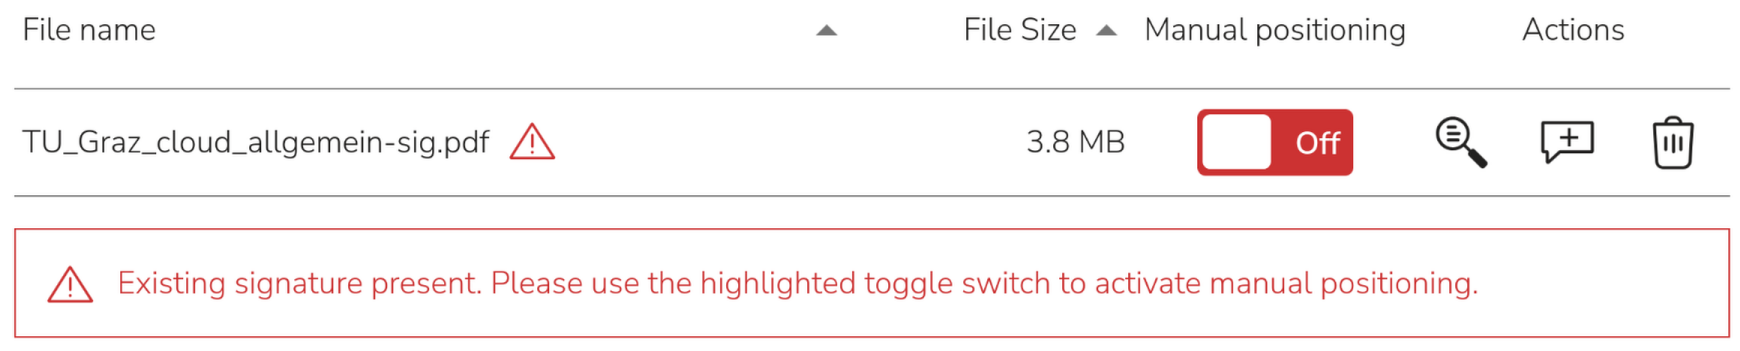 File name File Size Manual positioning Actions
TU_Graz_cloud_allgemein-sig.pdf 3.8 MB Off
Existing signature present. Please use the highlighted toggle switch to activate manual positioning.